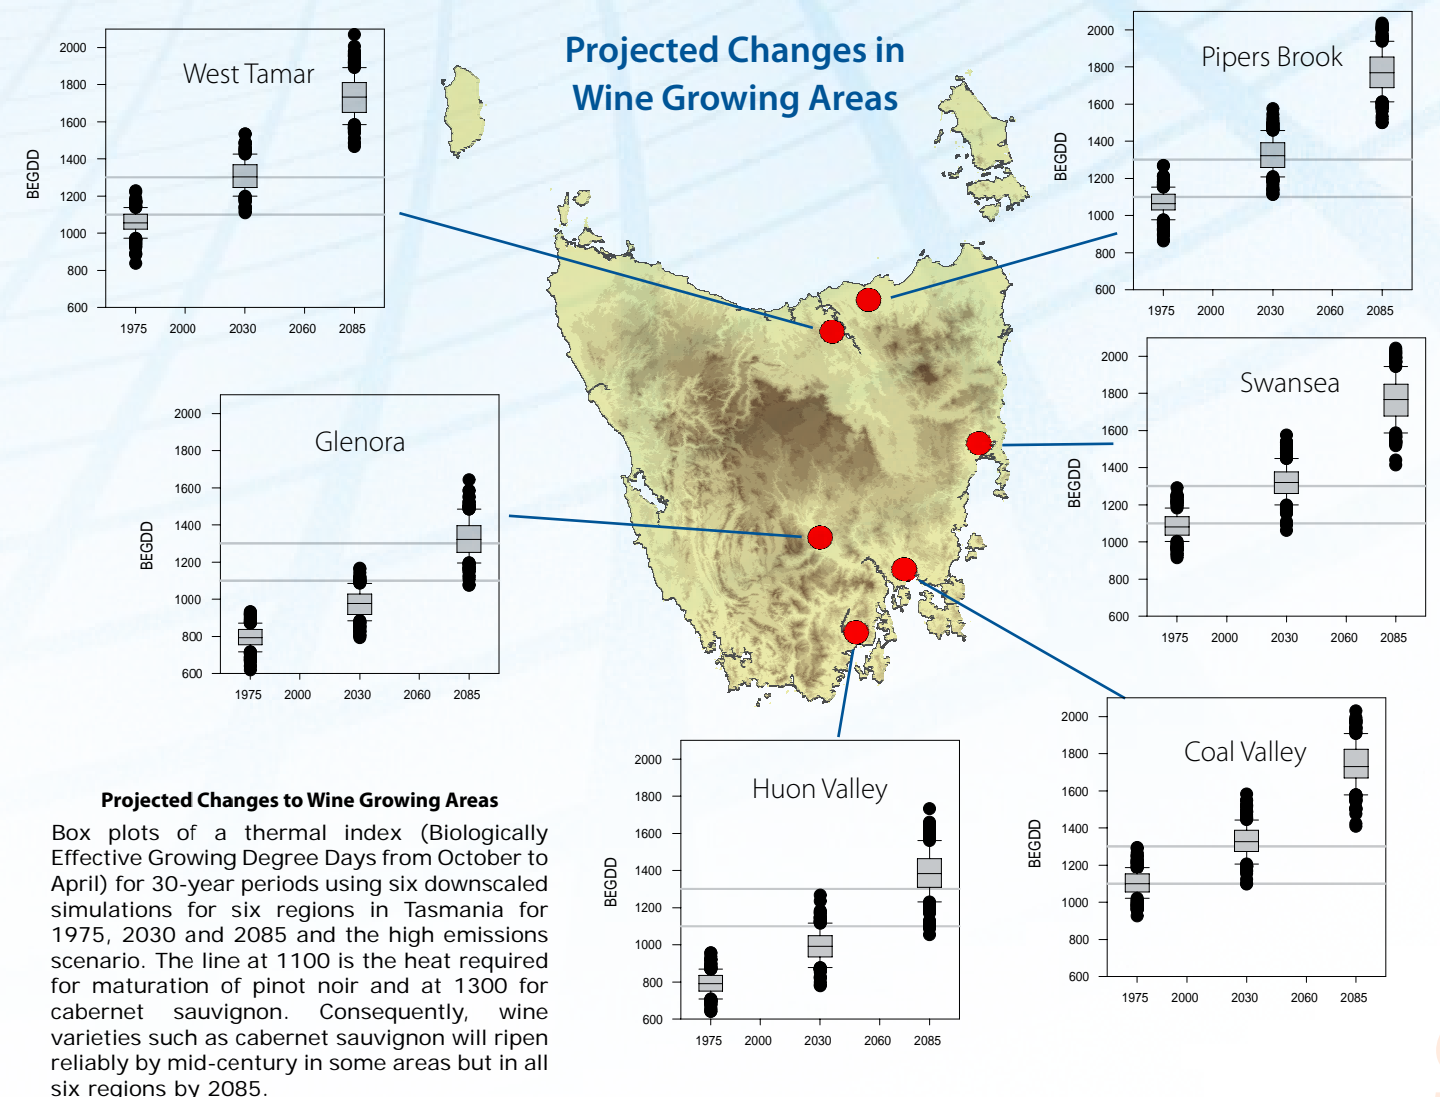 Projected Changes in
Wine Growing Areas
West Tamar
BEGDD
2000
1800
1600
1400
1200
1000
800
600
1975 2000 2030 2060 2085
Pipers Brook
BEGDD
2000
1800
1600
1400
1200
1000
800
600
1975 2000 2030 2060 2085
Glenora
BEGDD
2000
1800
1600
1400
1200
1000
800
600
1975 2000 2030 2060 2085
Swansea
BEGDD
2000
1800
1600
1400
1200
1000
800
600
1975 2000 2030 2060 2085
Huon Valley
BEGDD
2000
1800
1600
1400
1200
1000
800
600
1975 2000 2030 2060 2085
Coal Valley
BEGDD
2000
1800
1600
1400
1200
1000
800
600
1975 2000 2030 2060 2085
Projected Changes to Wine Growing Areas
Box plots of a thermal index (Biologically
Effective Growing Degree Days from October to
April) for 30-year periods using six downscaled
simulations for six regions in Tasmania for
1975, 2030 and 2085 and the high emissions
scenario. The line at 1100 is the heat required
for maturation of pinot noir and at 1300 for
cabernet sauvignon. Consequently, wine
varieties such as cabernet sauvignon will ripen
reliably by mid-century in some areas but in all
six regions by 2085.